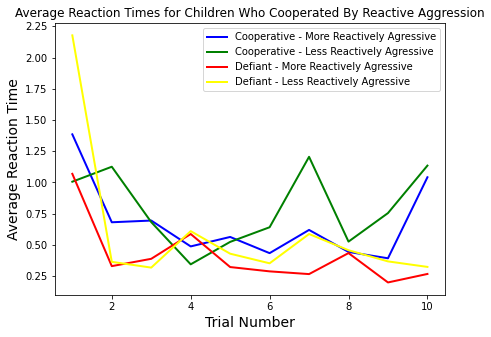 Average Reaction Times for Children Who Cooperated By Reactive Aggression
Cooperative - More Reactively Agressive
Cooperative - Less Reactively Agressive
Defiant - More Reactively Agressive
Defiant - Less Reactively Agressive
2.25
2.00
1.75
1.50
1.25
1.00
0.75
0.50
0.25
Average Reaction Time
2 4 6 8 10
Trial Number